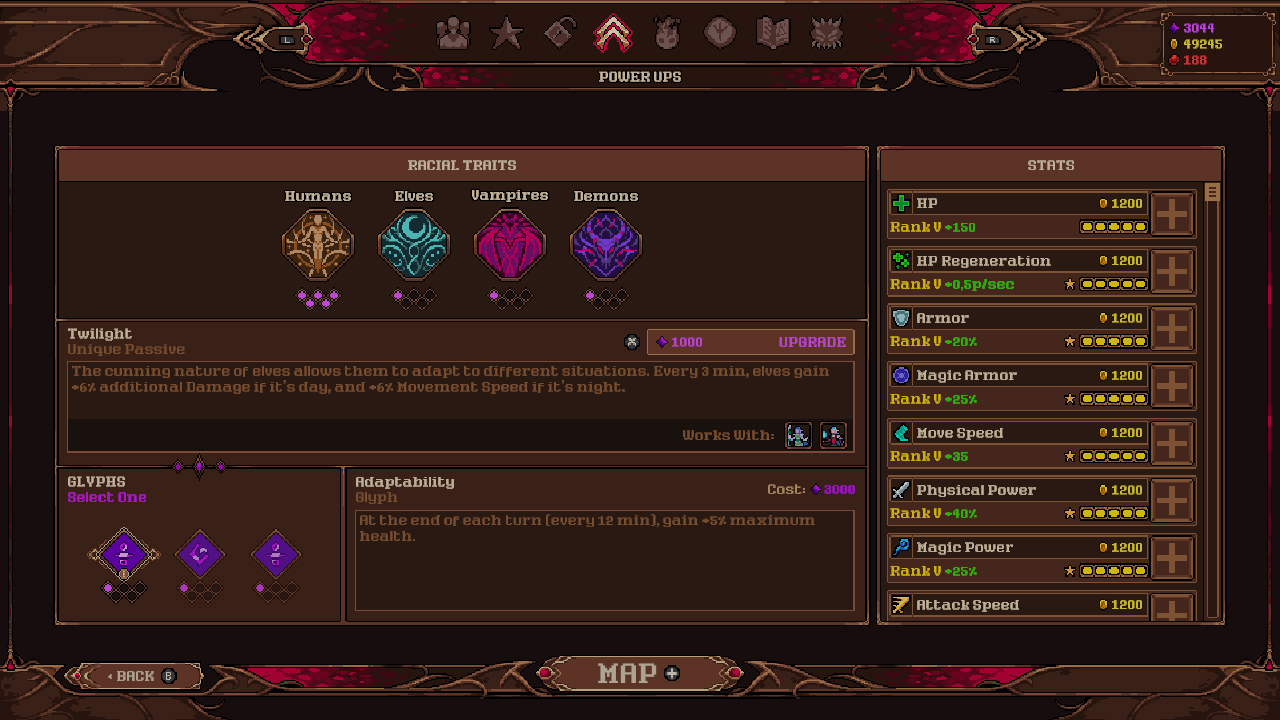 L
R
3044
49245
188
POWER UPS
RACIAL TRAITS
Humans
Elves
Vampires
Demons
Twilight
Unique Passive
X
1000
UPGRADE
The cunning nature of elves allows them to adapt to different situations. Every 3 min, elves gain
+6% additional Damage if it's day, and +6% Movement Speed if it's night.
Works With:
GLYPHS
Select One
Adaptability
Glyph
Cost: 3000
At the end of each turn (every 12 min), gain +5% maximum
health.
STATS
HP
1200
Rank V +150
HP Regeneration
1200
Rank V +0,5p/sec
Armor
1200
Rank V +20%
Magic Armor
1200
Rank V +25%
Move Speed
1200
Rank V +35
Physical Power
1200
Rank V +40%
Magic Power
1200
Rank V +25%
Attack Speed
1200
‹ BACK B
MAP +